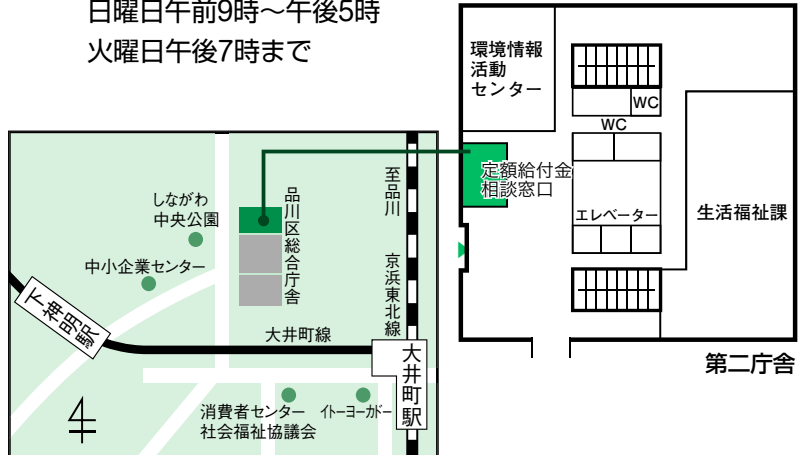 日曜日午前9時～午後5時
火曜日午後7時まで
環境情報
活動
センター
WC
WC
定額給付金
相談窓口
エレベーター
生活福祉課
第二庁舎
至品川
京浜東北線
品川区総合庁舎
しながわ
中央公園
中小企業センター
下神明駅
大井町線
大井町駅
消費者センター
社会福祉協議会
イトーヨーカドー